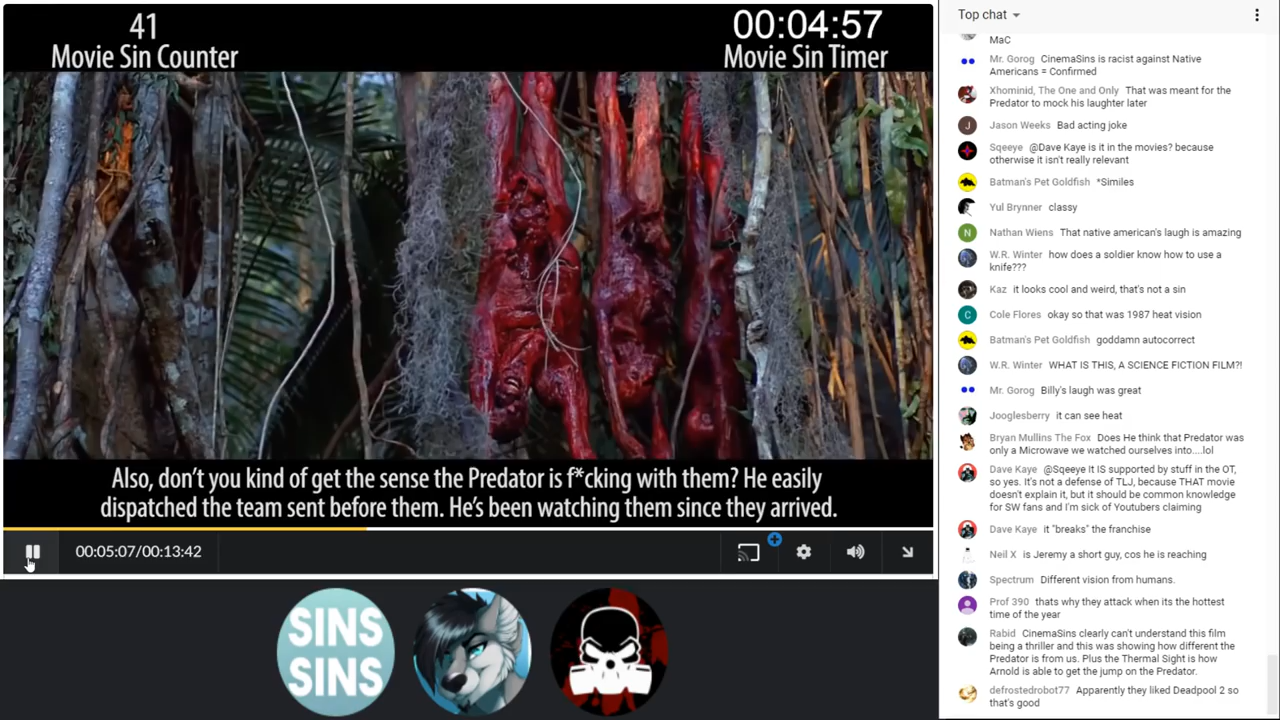 41
Movie Sin Counter
00:04:57
Movie Sin Timer
Also, don't you kind of get the sense the Predator is f*cking with them? He easily
dispatched the team sent before them. He's been watching them since they arrived.
00:05:07/00:13:42
SINS
SINS
Top chat
MaC
Mr. Gorog CinemaSins is racist against Native
Americans = Confirmed
Xhominid, The One and Only That was meant for the
Predator to mock his laughter later
J
Jason Weeks Bad acting joke
Sqeeye @Dave Kaye is it in the movies? because
otherwise it isn't really relevant
Batman's Pet Goldfish *Similes
Yul Brynner classy
N
Nathan Wiens That native american's laugh is amazing
W.R. Winter how does a soldier know how to use a
knife???
Kaz it looks cool and weird, that's not a sin
C
Cole Flores okay so that was 1987 heat vision
Batman's Pet Goldfish goddamn autocorrect
W.R. Winter WHAT IS THIS, A SCIENCE FICTION FILM?!
Mr. Gorog Billy's laugh was great
Jooglesberry it can see heat
Bryan Mullins The Fox Does He think that Predator was
only a Microwave we watched ourselves into....lol
Dave Kaye @Sqeeye It IS supported by stuff in the OT,
so yes. It's not a defense of TLJ, because THAT movie
doesn't explain it, but it should be common knowledge
for SW fans and I'm sick of Youtubers claiming
Dave Kaye it "breaks" the franchise
Neil X is Jeremy a short guy, cos he is reaching
Spectrum Different vision from humans.
Prof 390 thats why they attack when its the hottest
time of the year
Rabid CinemaSins clearly can't understand this film
being a thriller and this was showing how different the
Predator is from us. Plus the Thermal Sight is how
Arnold is able to get the jump on the Predator.
defrostedrobot77 Apparently they liked Deadpool 2 so
that's good